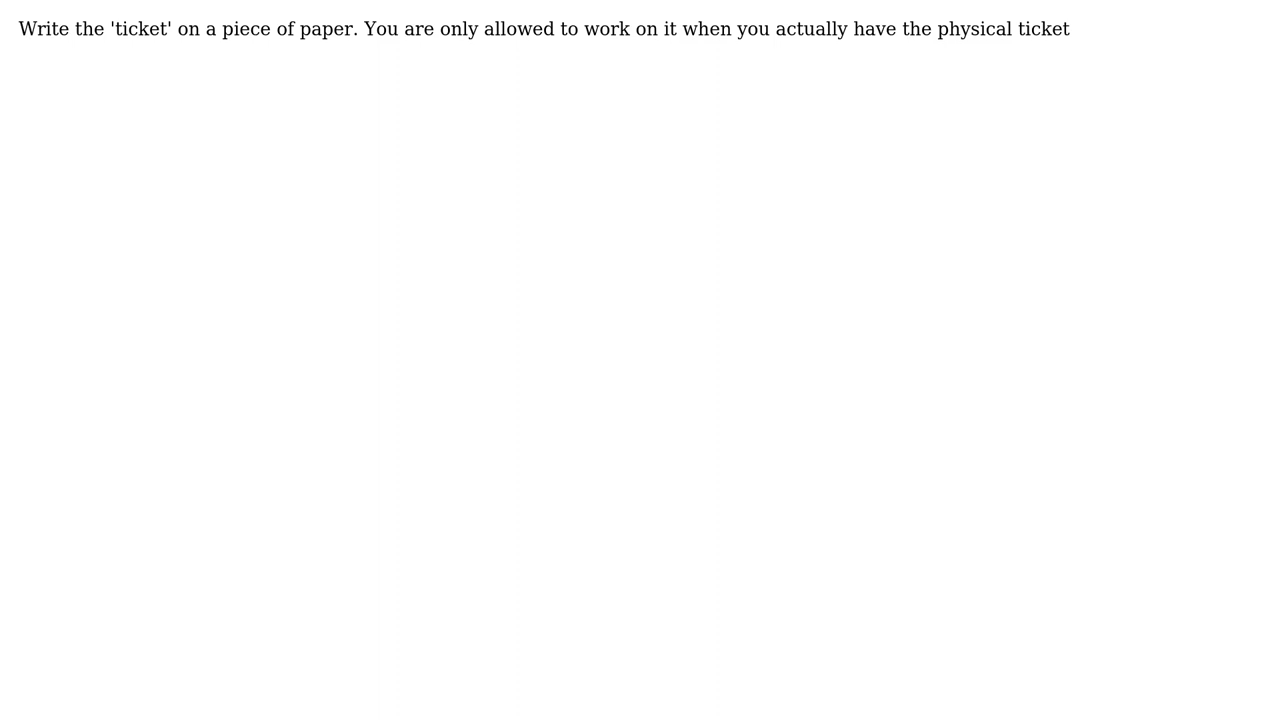 Write the 'ticket' on a piece of paper. You are only allowed to work on it when you actually have the physical ticket